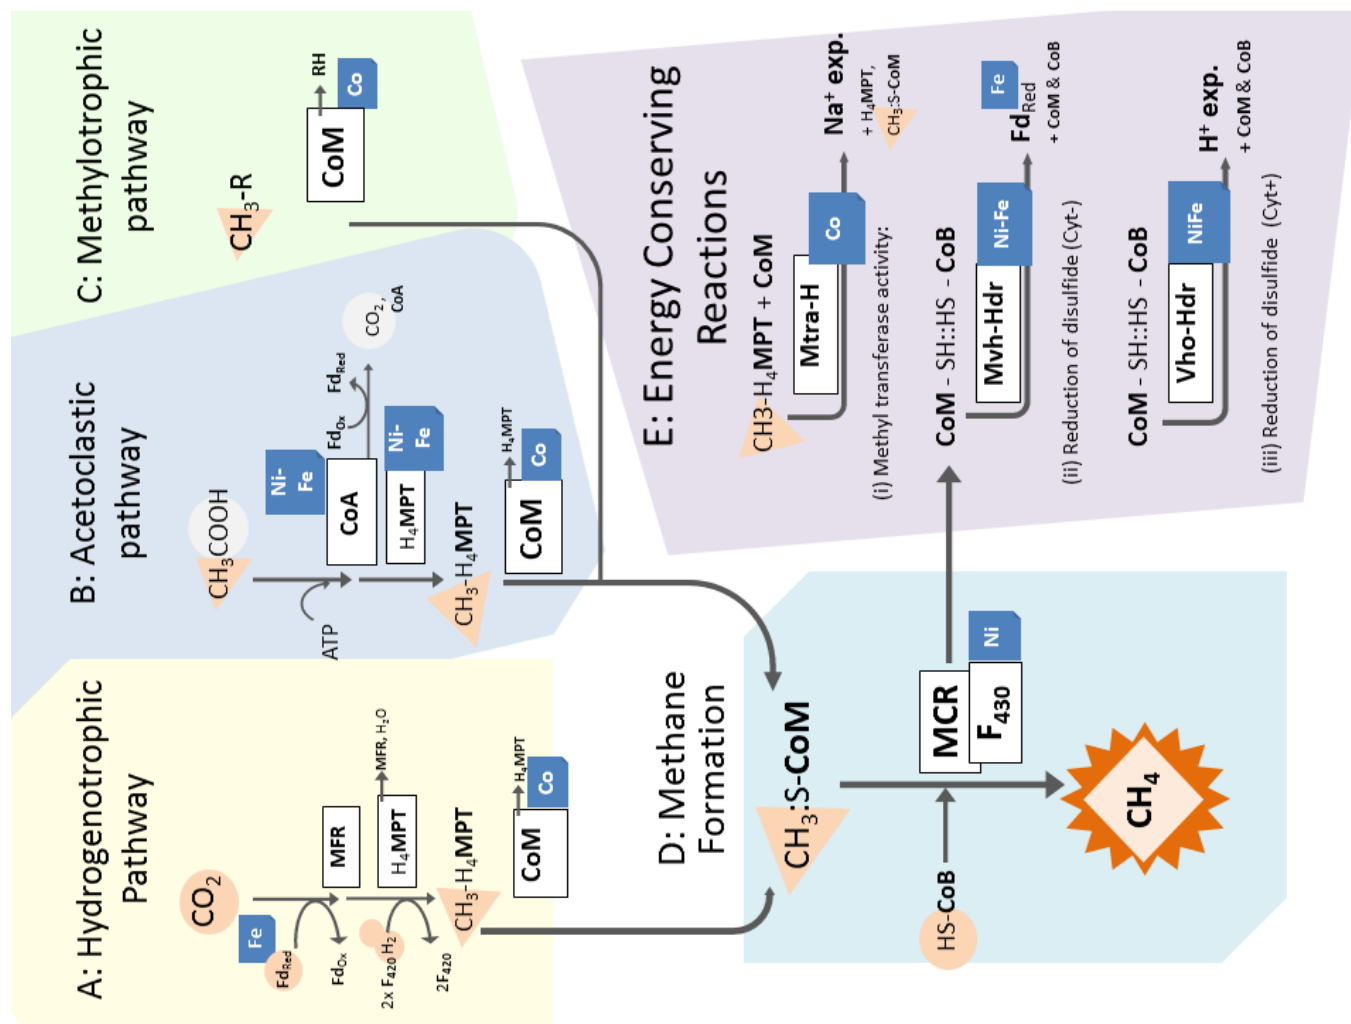 A: Hydrogenotrophic
Pathway
CO2
Fe
FdRed
FdOx
MFR
2x F420 H2
2F420
H4MPT
MFR, H2O
CH3-H4MPT
CoM
H4MPT
Co
B: Acetoclastic
pathway
CH3COOH
ATP
Ni-
Fe
CoA
FdOx
FdRed
CO2,
CoA
H4MPT
Ni-
Fe
CH3-H4MPT
CoM
H4MPT
Co
C: Methylotrophic
pathway
CH3-R
CoM
RH
Co
D: Methane
Formation
CH3:S-CoM
HS-CoB
MCR
F430
Ni
CH4
E: Energy Conserving
Reactions
CH3-H4MPT + CoM
Mtra-H
Co
Na+ exp.
+ H4MPT,
CH3:S-CoM
(i) Methyl transferase activity:
CoM - SH::HS - CoB
Mvh-Hdr
Ni-Fe
Fe
FdRed
+ CoM & CoB
(ii) Reduction of disulfide (Cyt-)
CoM - SH::HS - CoB
Vho-Hdr
NiFe
H+ exp.
+ CoM & CoB
(iii) Reduction of disulfide (Cyt+)